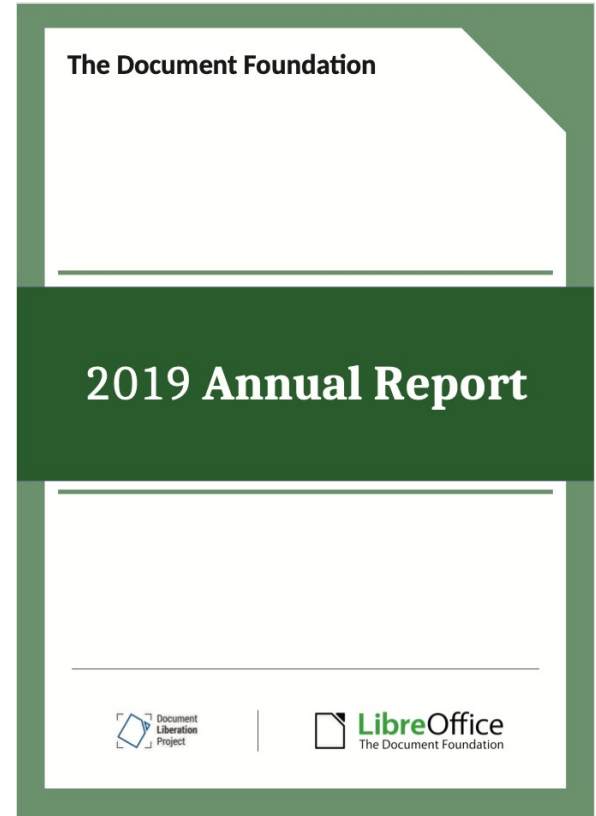 The Document Foundation
2019 Annual Report
Document
Liberation
Project
LibreOffice
The Document Foundation